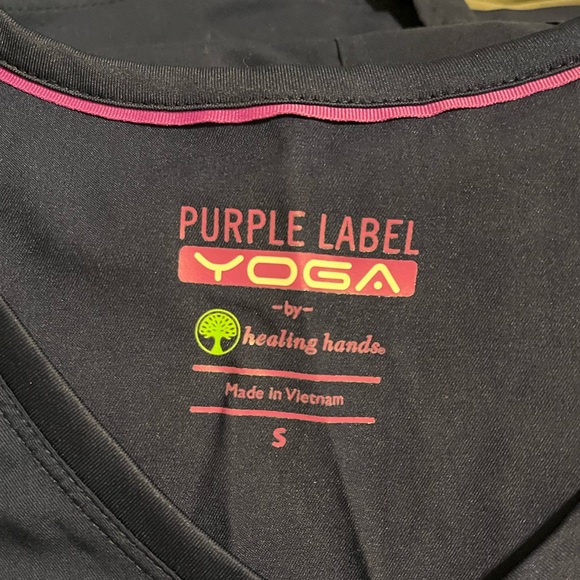 PURPLE LABEL
YOGA
-by-
healing hands®
Made in Vietnam
S